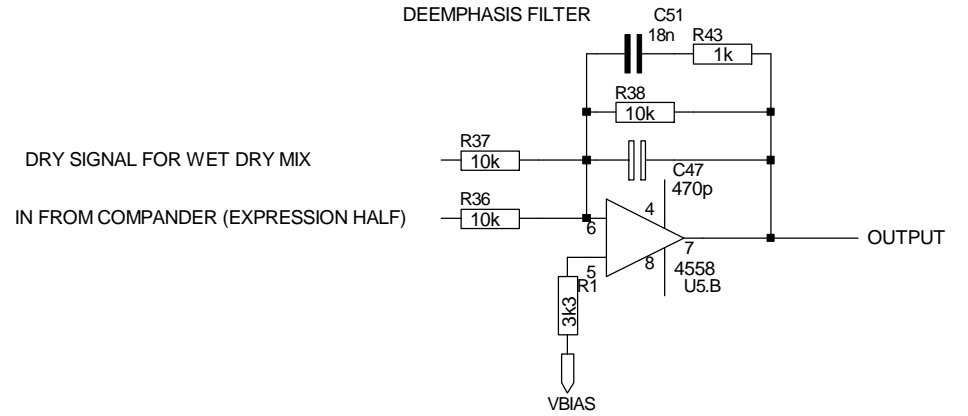 DEEMPHASIS FILTER
C51
18n
R43
1k
R38
10k
R37
DRY SIGNAL FOR WET DRY MIX
10k
C47
470p
R36
IN FROM COMPANDER (EXPRESSION HALF)
10k
4
6
7
OUTPUT
5
8
4558
R1
U5.B
3k3
VBIAS